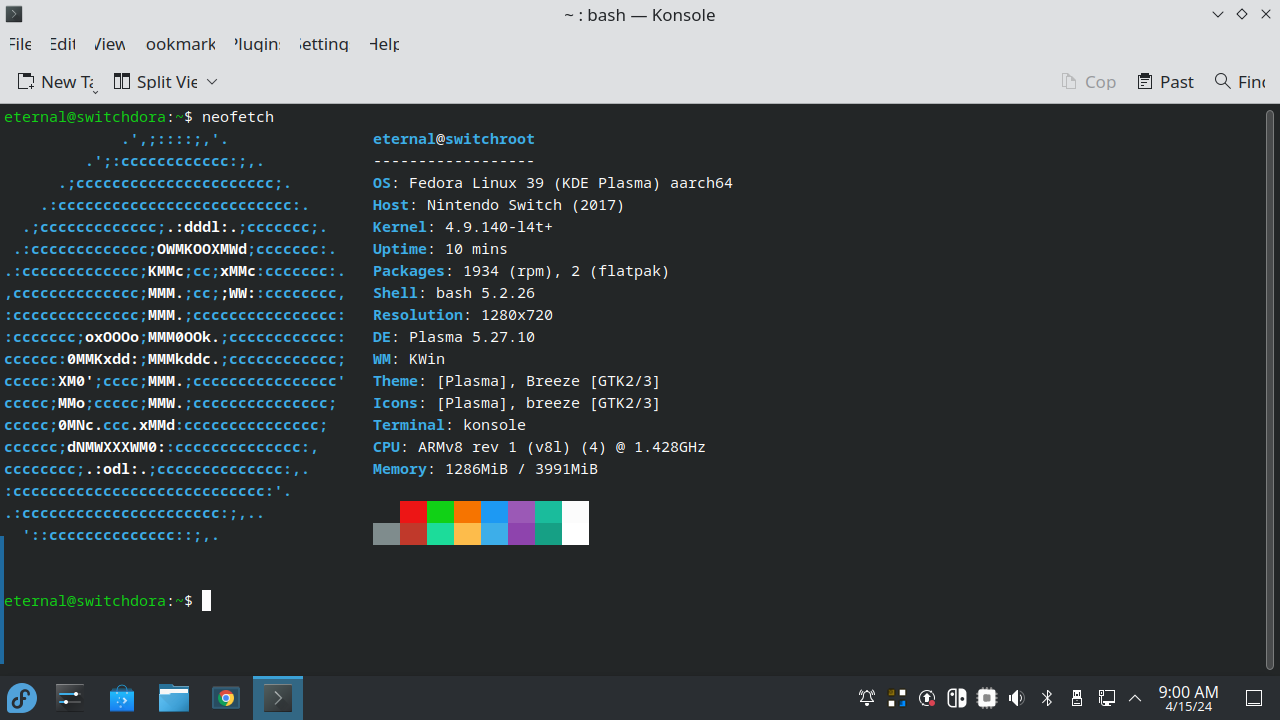 ~ : bash — Konsole
File Edit View ookmark Plugins Setting Help
New Ta Split Vie Cop Past Find
eternal@switchdora:~$ neofetch
             .',;::::;,'.                eternal@switchroot
         .';:cccccccccccc:;,.            ------------------
      .;cccccccccccccccccccccc;.         OS: Fedora Linux 39 (KDE Plasma) aarch64
    .:cccccccccccccccccccccccccc:.       Host: Nintendo Switch (2017)
  .;ccccccccccccc;.:dddl:.;ccccccc;.     Kernel: 4.9.140-l4t+
 .:ccccccccccccc;OWMKOOXMWd;ccccccc:.    Uptime: 10 mins
.:ccccccccccccc;KMMc;cc;xMMc:ccccccc:.   Packages: 1934 (rpm), 2 (flatpak)
,cccccccccccccc;MMM.;cc;;WW::cccccccc,   Shell: bash 5.2.26
:cccccccccccccc;MMM.;cccccccccccccccc:   Resolution: 1280x720
:ccccccc;oxOOOo;MMM0OOk.;cccccccccccc:   DE: Plasma 5.27.10
cccccc:0MMKxdd:;MMMkddc.;cccccccccccc;   WM: KWin
ccccc:XM0';cccc;MMM.;cccccccccccccccc'   Theme: [Plasma], Breeze [GTK2/3]
ccccc;MMo;ccccc;MMW.;ccccccccccccccc;    Icons: [Plasma], breeze [GTK2/3]
ccccc;0MNc.ccc.xMMd:ccccccccccccccc;     Terminal: konsole
cccccc;dNMWXXXWM0::cccccccccccccc:,      CPU: ARMv8 rev 1 (v8l) (4) @ 1.428GHz
cccccccc;.:odl:.;cccccccccccccc:,.       Memory: 1286MiB / 3991MiB
:cccccccccccccccccccccccccccc:'.
.:cccccccccccccccccccccc:;,..
  '::cccccccccccccc::;,.
eternal@switchdora:~$
9:00 AM
4/15/24